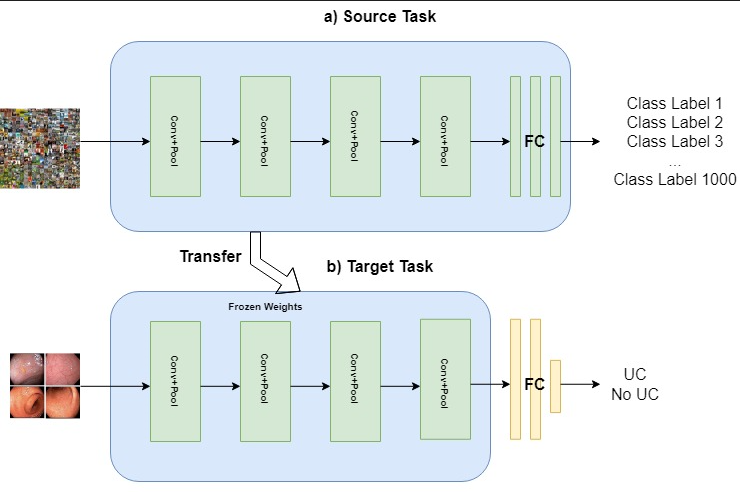 a) Source Task
Conv+Pool
Conv+Pool
Conv+Pool
Conv+Pool
FC
Class Label 1
Class Label 2
Class Label 3
...
Class Label 1000
Transfer
b) Target Task
Frozen Weights
Conv+Pool
Conv+Pool
Conv+Pool
Conv+Pool
FC
UC
No UC